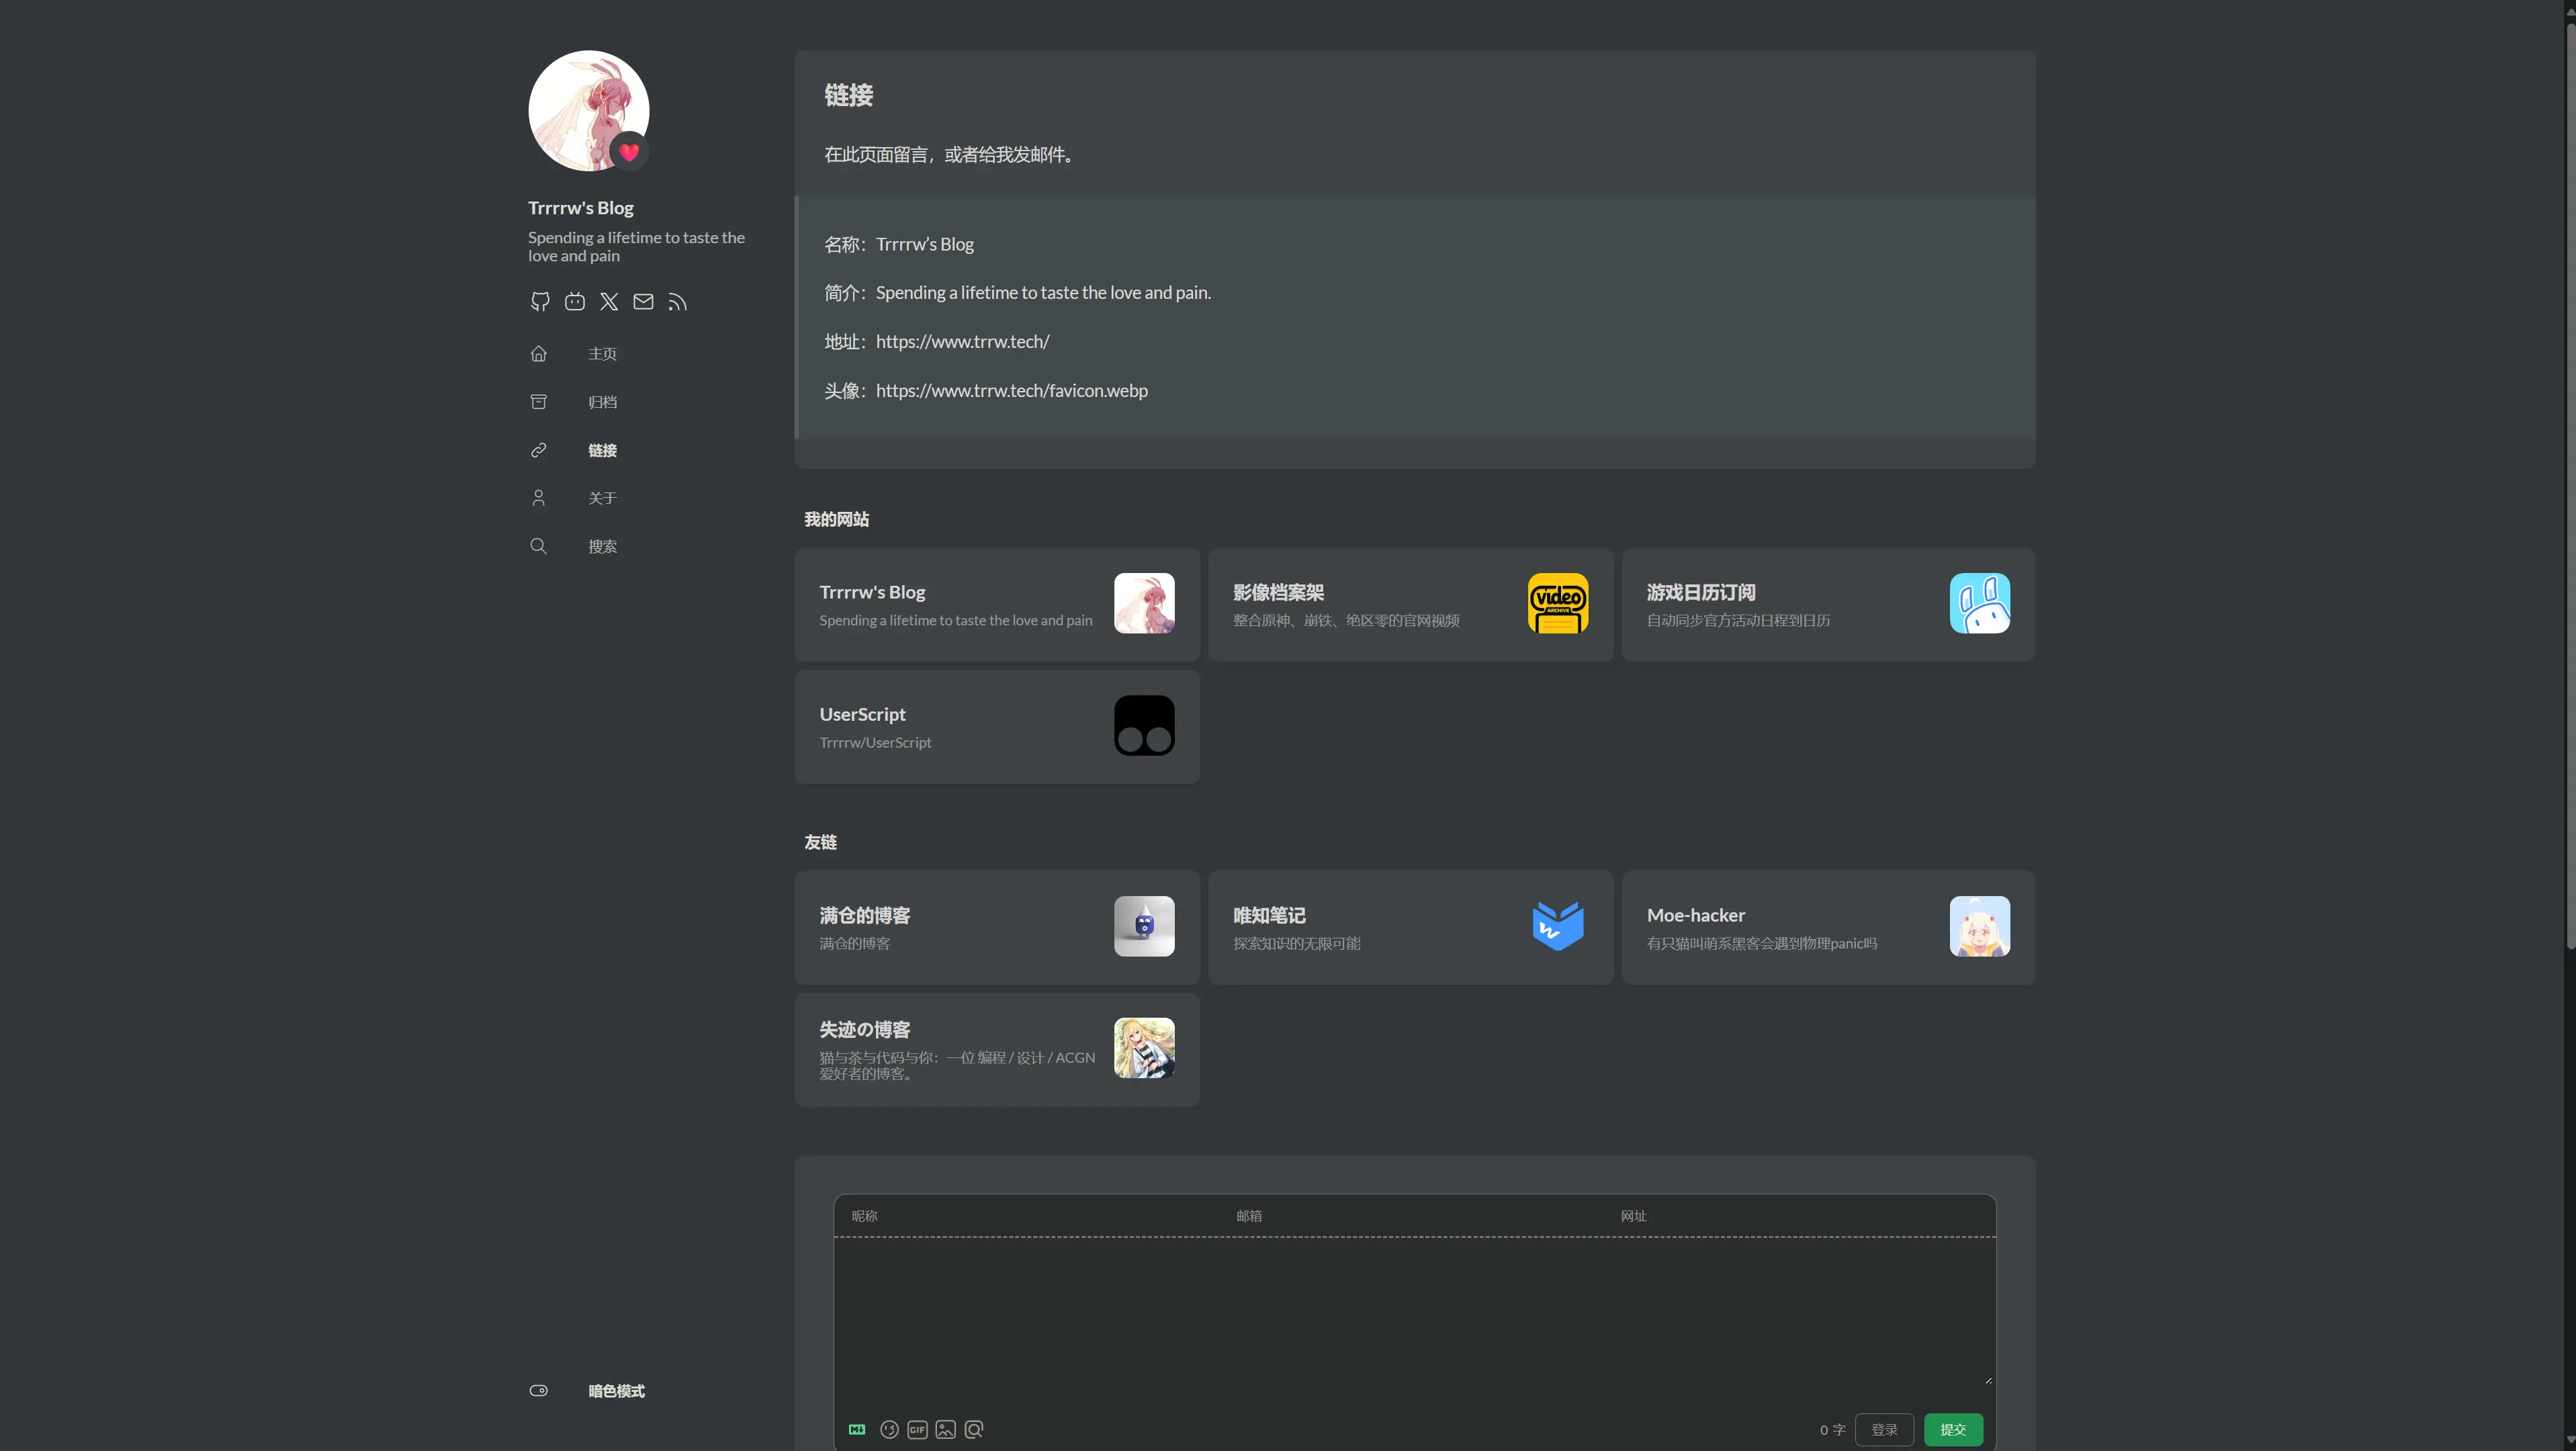 Trrrrw's Blog
Spending a lifetime to taste the
love and pain
主页
归档
链接
关于
搜索
暗色模式
链接
在此页面留言，或者给我发邮件。
名称：Trrrrw’s Blog
简介：Spending a lifetime to taste the love and pain.
地址：https://www.trrw.tech/
头像：https://www.trrw.tech/favicon.webp
我的网站
Trrrrw's Blog
Spending a lifetime to taste the love and pain
影像档案架
整合原神、崩铁、绝区零的官网视频
video
ARCHIVE
游戏日历订阅
自动同步官方活动日程到日历
UserScript
Trrrrw/UserScript
友链
满仓的博客
满仓的博客
唯知笔记
探索知识的无限可能
w
Moe-hacker
有只猫叫萌系黑客会遇到物理panic吗
失迹の博客
猫与茶与代码与你：一位 编程 / 设计 / ACGN
爱好者的博客。
昵称
邮箱
网址
M
GIF
0 字
登录
提交